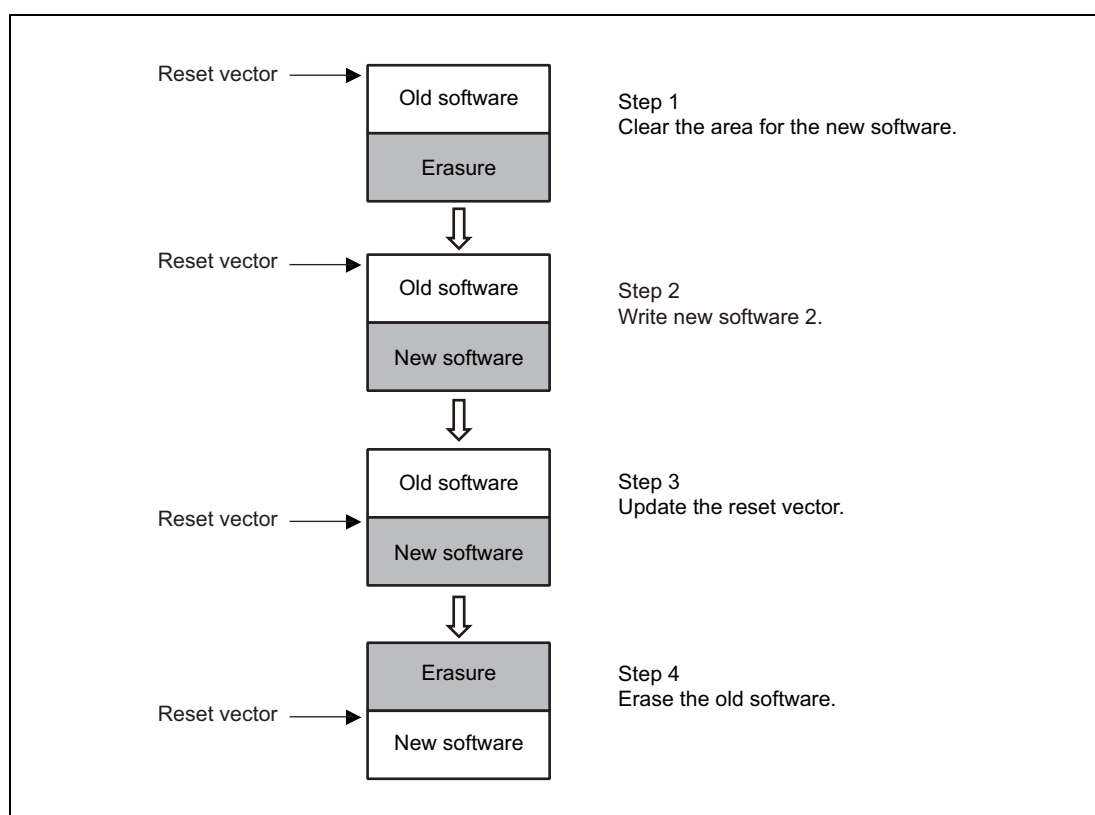 Reset vector
Old software
Erasure
Step 1
Clear the area for the new software.
Reset vector
Old software
New software
Step 2
Write new software 2.
Old software
Reset vector
New software
Step 3
Update the reset vector.
Erasure
Reset vector
New software
Step 4
Erase the old software.